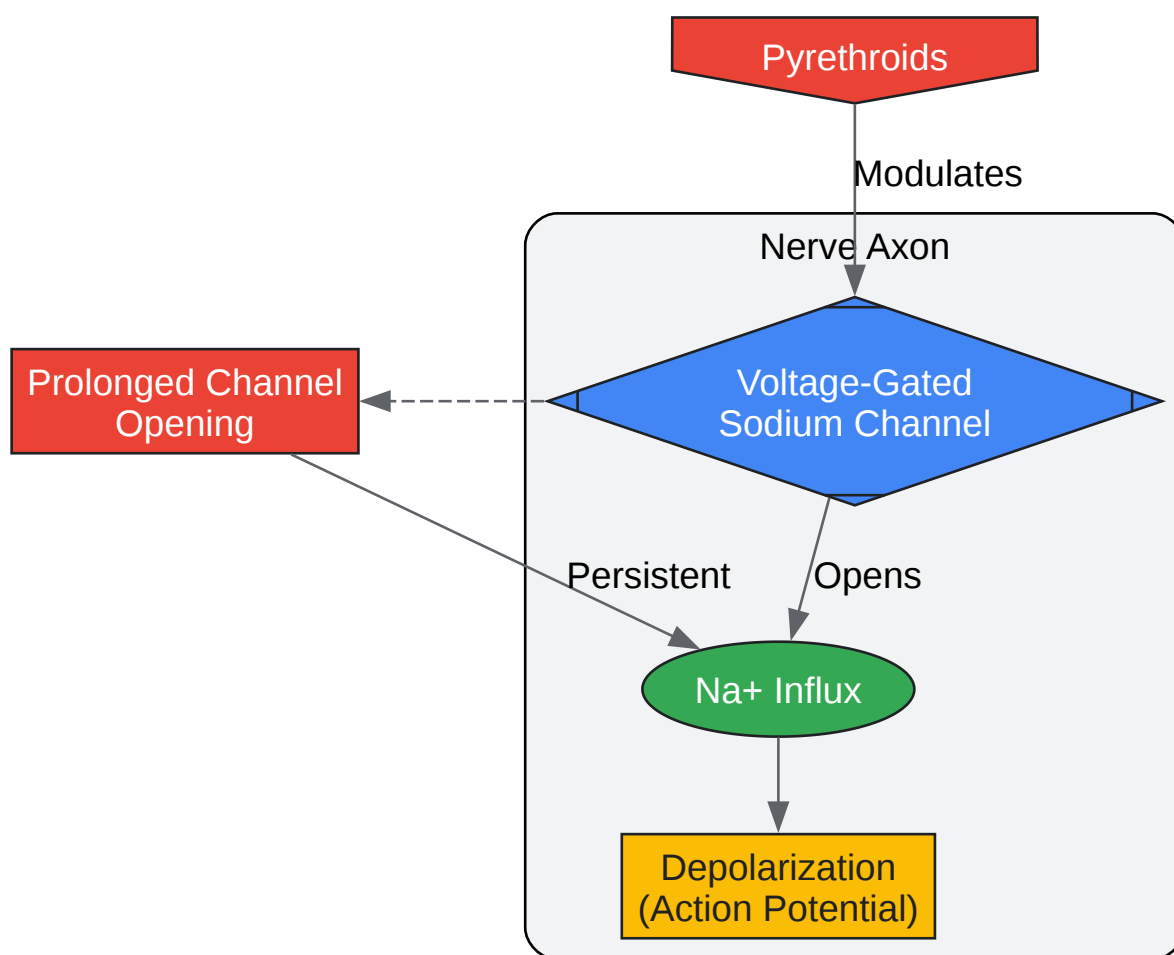 Pyrethroids
Modulates
Nerve Axon
Prolonged Channel
Opening
Voltage-Gated
Sodium Channel
Persistent
Opens
Na+ Influx
Depolarization
(Action Potential)